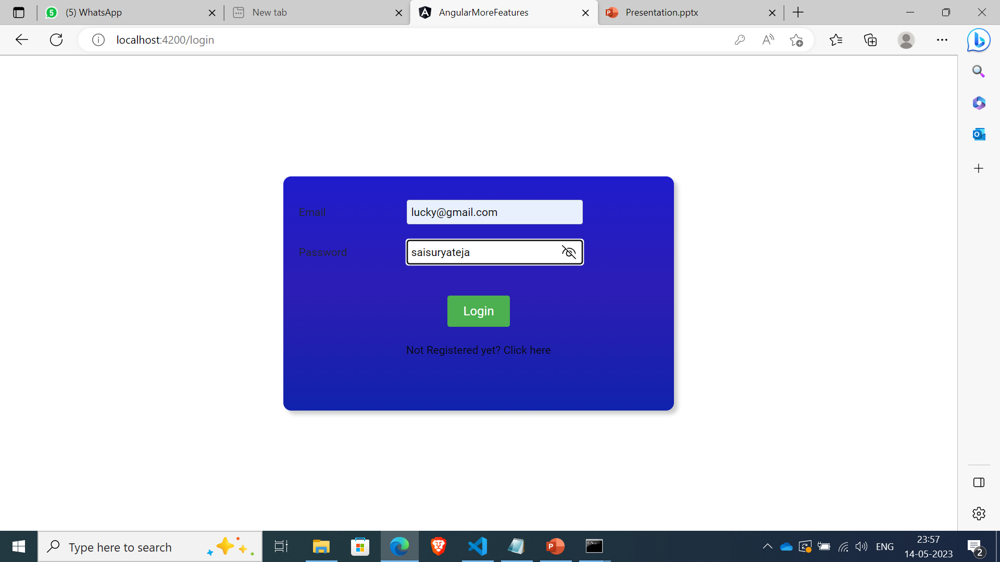 (5) WhatsApp
New tab
AngularMoreFeatures
Presentation.pptx
localhost:4200/login
Email
lucky@gmail.com
Password
saisuryateja
Login
Not Registered yet? Click here
Type here to search
ENG
23:57
14-05-2023
2